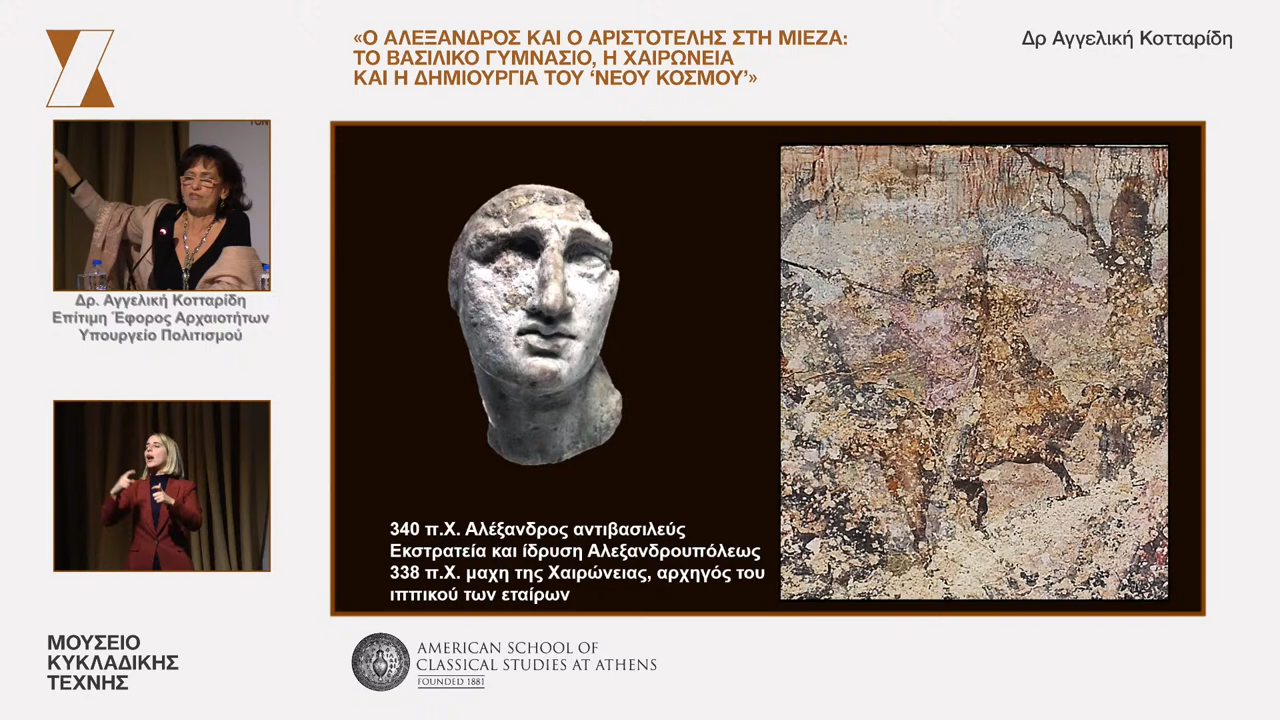 «Ο ΑΛΕΞΑΝΔΡΟΣ ΚΑΙ Ο ΑΡΙΣΤΟΤΕΛΗΣ ΣΤΗ ΜΙΕΖΑ:
ΤΟ ΒΑΣΙΛΙΚΟ ΓΥΜΝΑΣΙΟ, Η ΧΑΙΡΩΝΕΙΑ
ΚΑΙ Η ΔΗΜΙΟΥΡΓΙΑ ΤΟΥ ‘ΝΕΟΥ ΚΟΣΜΟΥ’»
Δρ Αγγελική Κοτταρίδη
ΤΩΝ
Δρ. Αγγελική Κοτταρίδη
Επίτιμη Έφορος Αρχαιοτήτων
Υπουργείο Πολιτισμού
340 π.Χ. Αλέξανδρος αντιβασιλεύς
Εκστρατεία και ίδρυση Αλεξανδρουπόλεως
338 π.Χ. μαχη της Χαιρώνειας, αρχηγός του
ιππικού των εταίρων
ΜΟΥΣΕΙΟ
ΚΥΚΛΑΔΙΚΗΣ
ΤΕΧΝΗΣ
AMERICAN SCHOOL OF
CLASSICAL STUDIES AT ATHENS
FOUNDED 1881